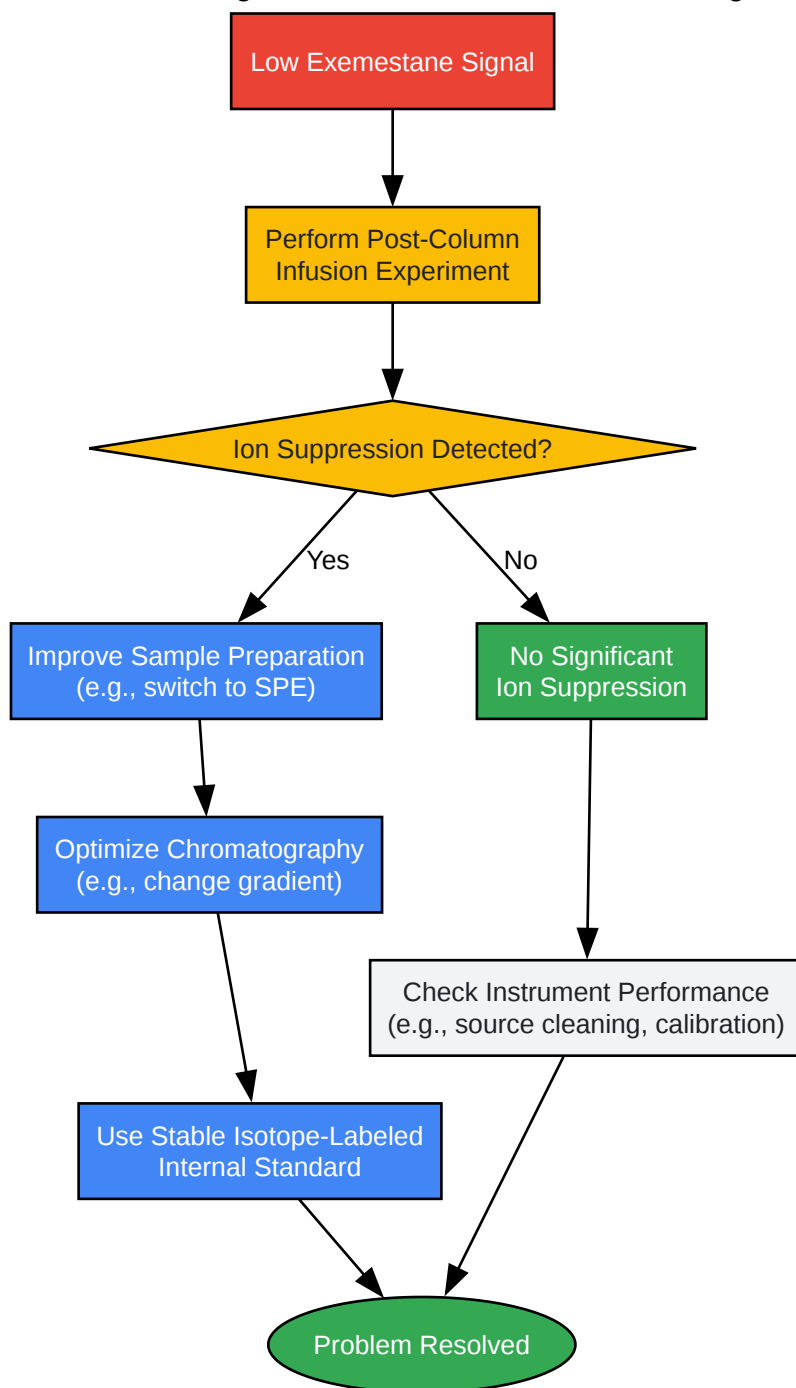 Low Exemestane Signal
Perform Post-Column
Infusion Experiment
Ion Suppression Detected?
Yes
No
Improve Sample Preparation
(e.g., switch to SPE)
No Significant
Ion Suppression
Optimize Chromatography
(e.g., change gradient)
Check Instrument Performance
(e.g., source cleaning, calibration)
Use Stable Isotope-Labeled
Internal Standard
Problem Resolved